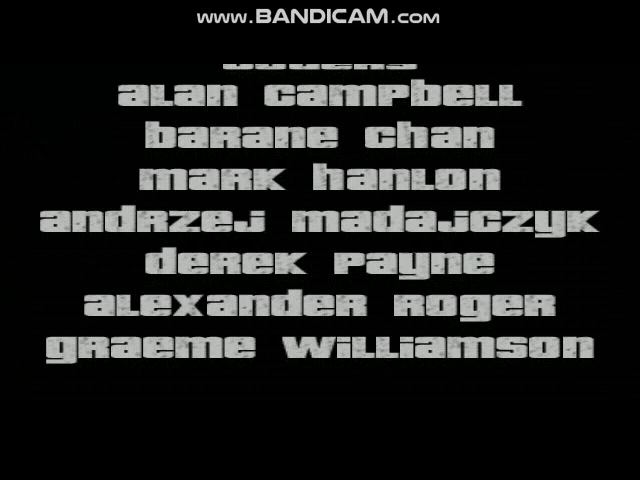 www.BANDICAM.com
aLan campbeLL
barane chan
mark hanLon
andrzej madajczyk
derek payne
aLexander roger
graeme wiLLiamson